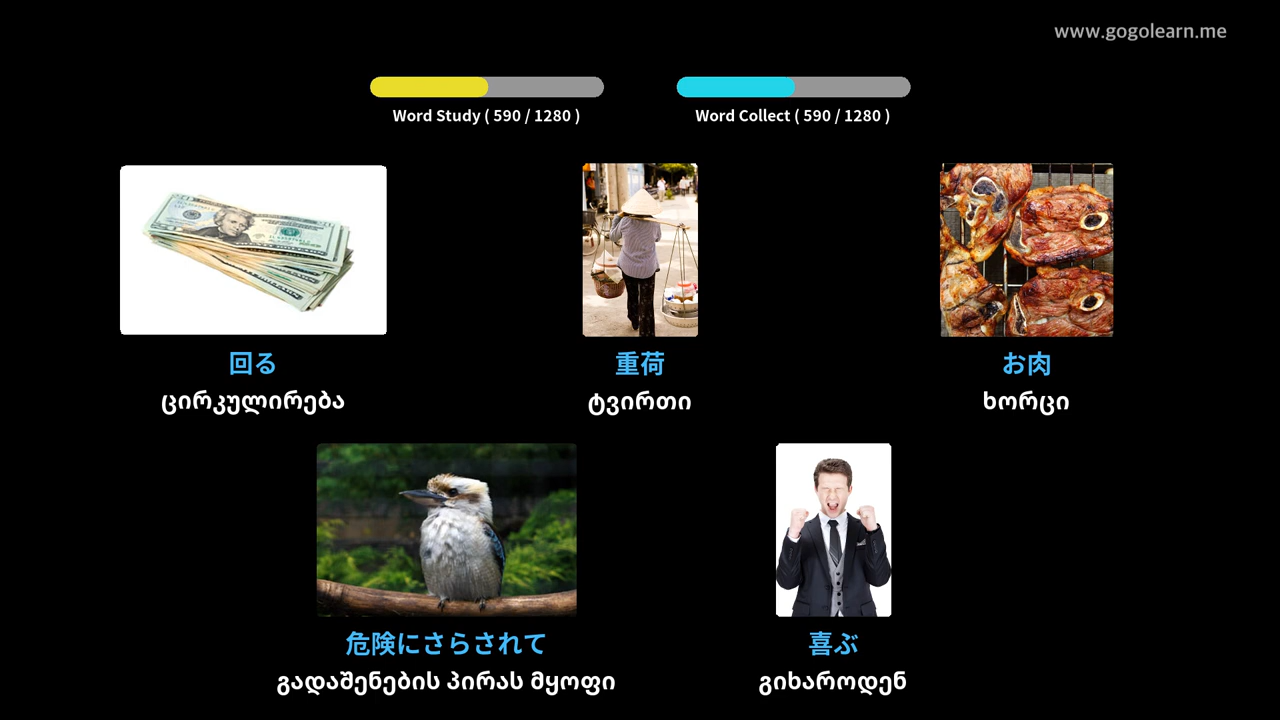 www.gogolearn.me
Word Study ( 590 / 1280 )
Word Collect ( 590 / 1280 )
回る
ცირკულირება
重荷
ტვირთი
お肉
ხორცი
危険にさらされて
გადაშენების პირას მყოფი
喜ぶ
გიხაროდენ